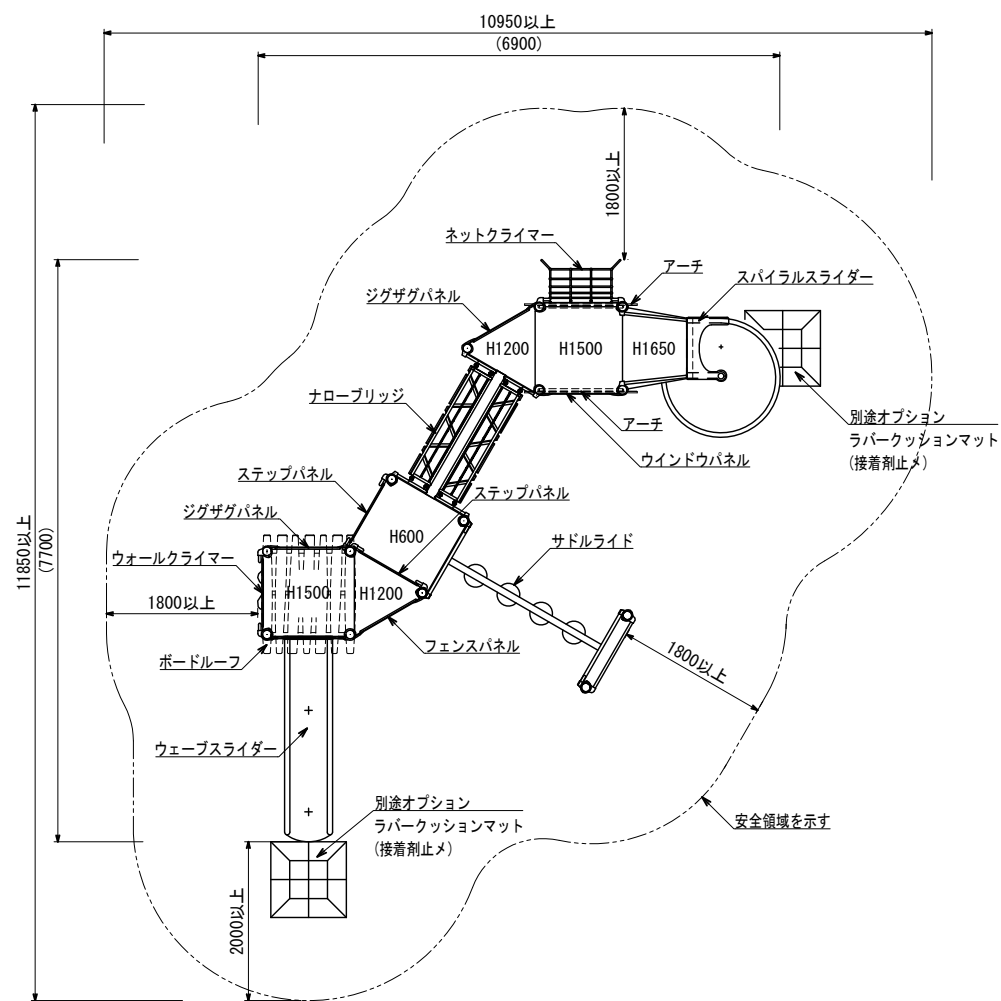 10950以上
(6900)
11850以上
(7700)
1800以上
ネットクライマー
アーチ
スパイラルスライダー
ジグザグパネル
H1200
H1500
H1650
ナローブリッジ
アーチ
ウインドウパネル
別途オプション
ラバークッションマット
(接着剤止メ)
ステップパネル
ステップパネル
ジグザグパネル
H600
サドルライド
ウォールクライマー
H1500
H1200
1800以上
フェンスパネル
ボードルーフ
1800以上
ウェーブスライダー
別途オプション
ラバークッションマット
(接着剤止メ)
安全領域を示す
2000以上